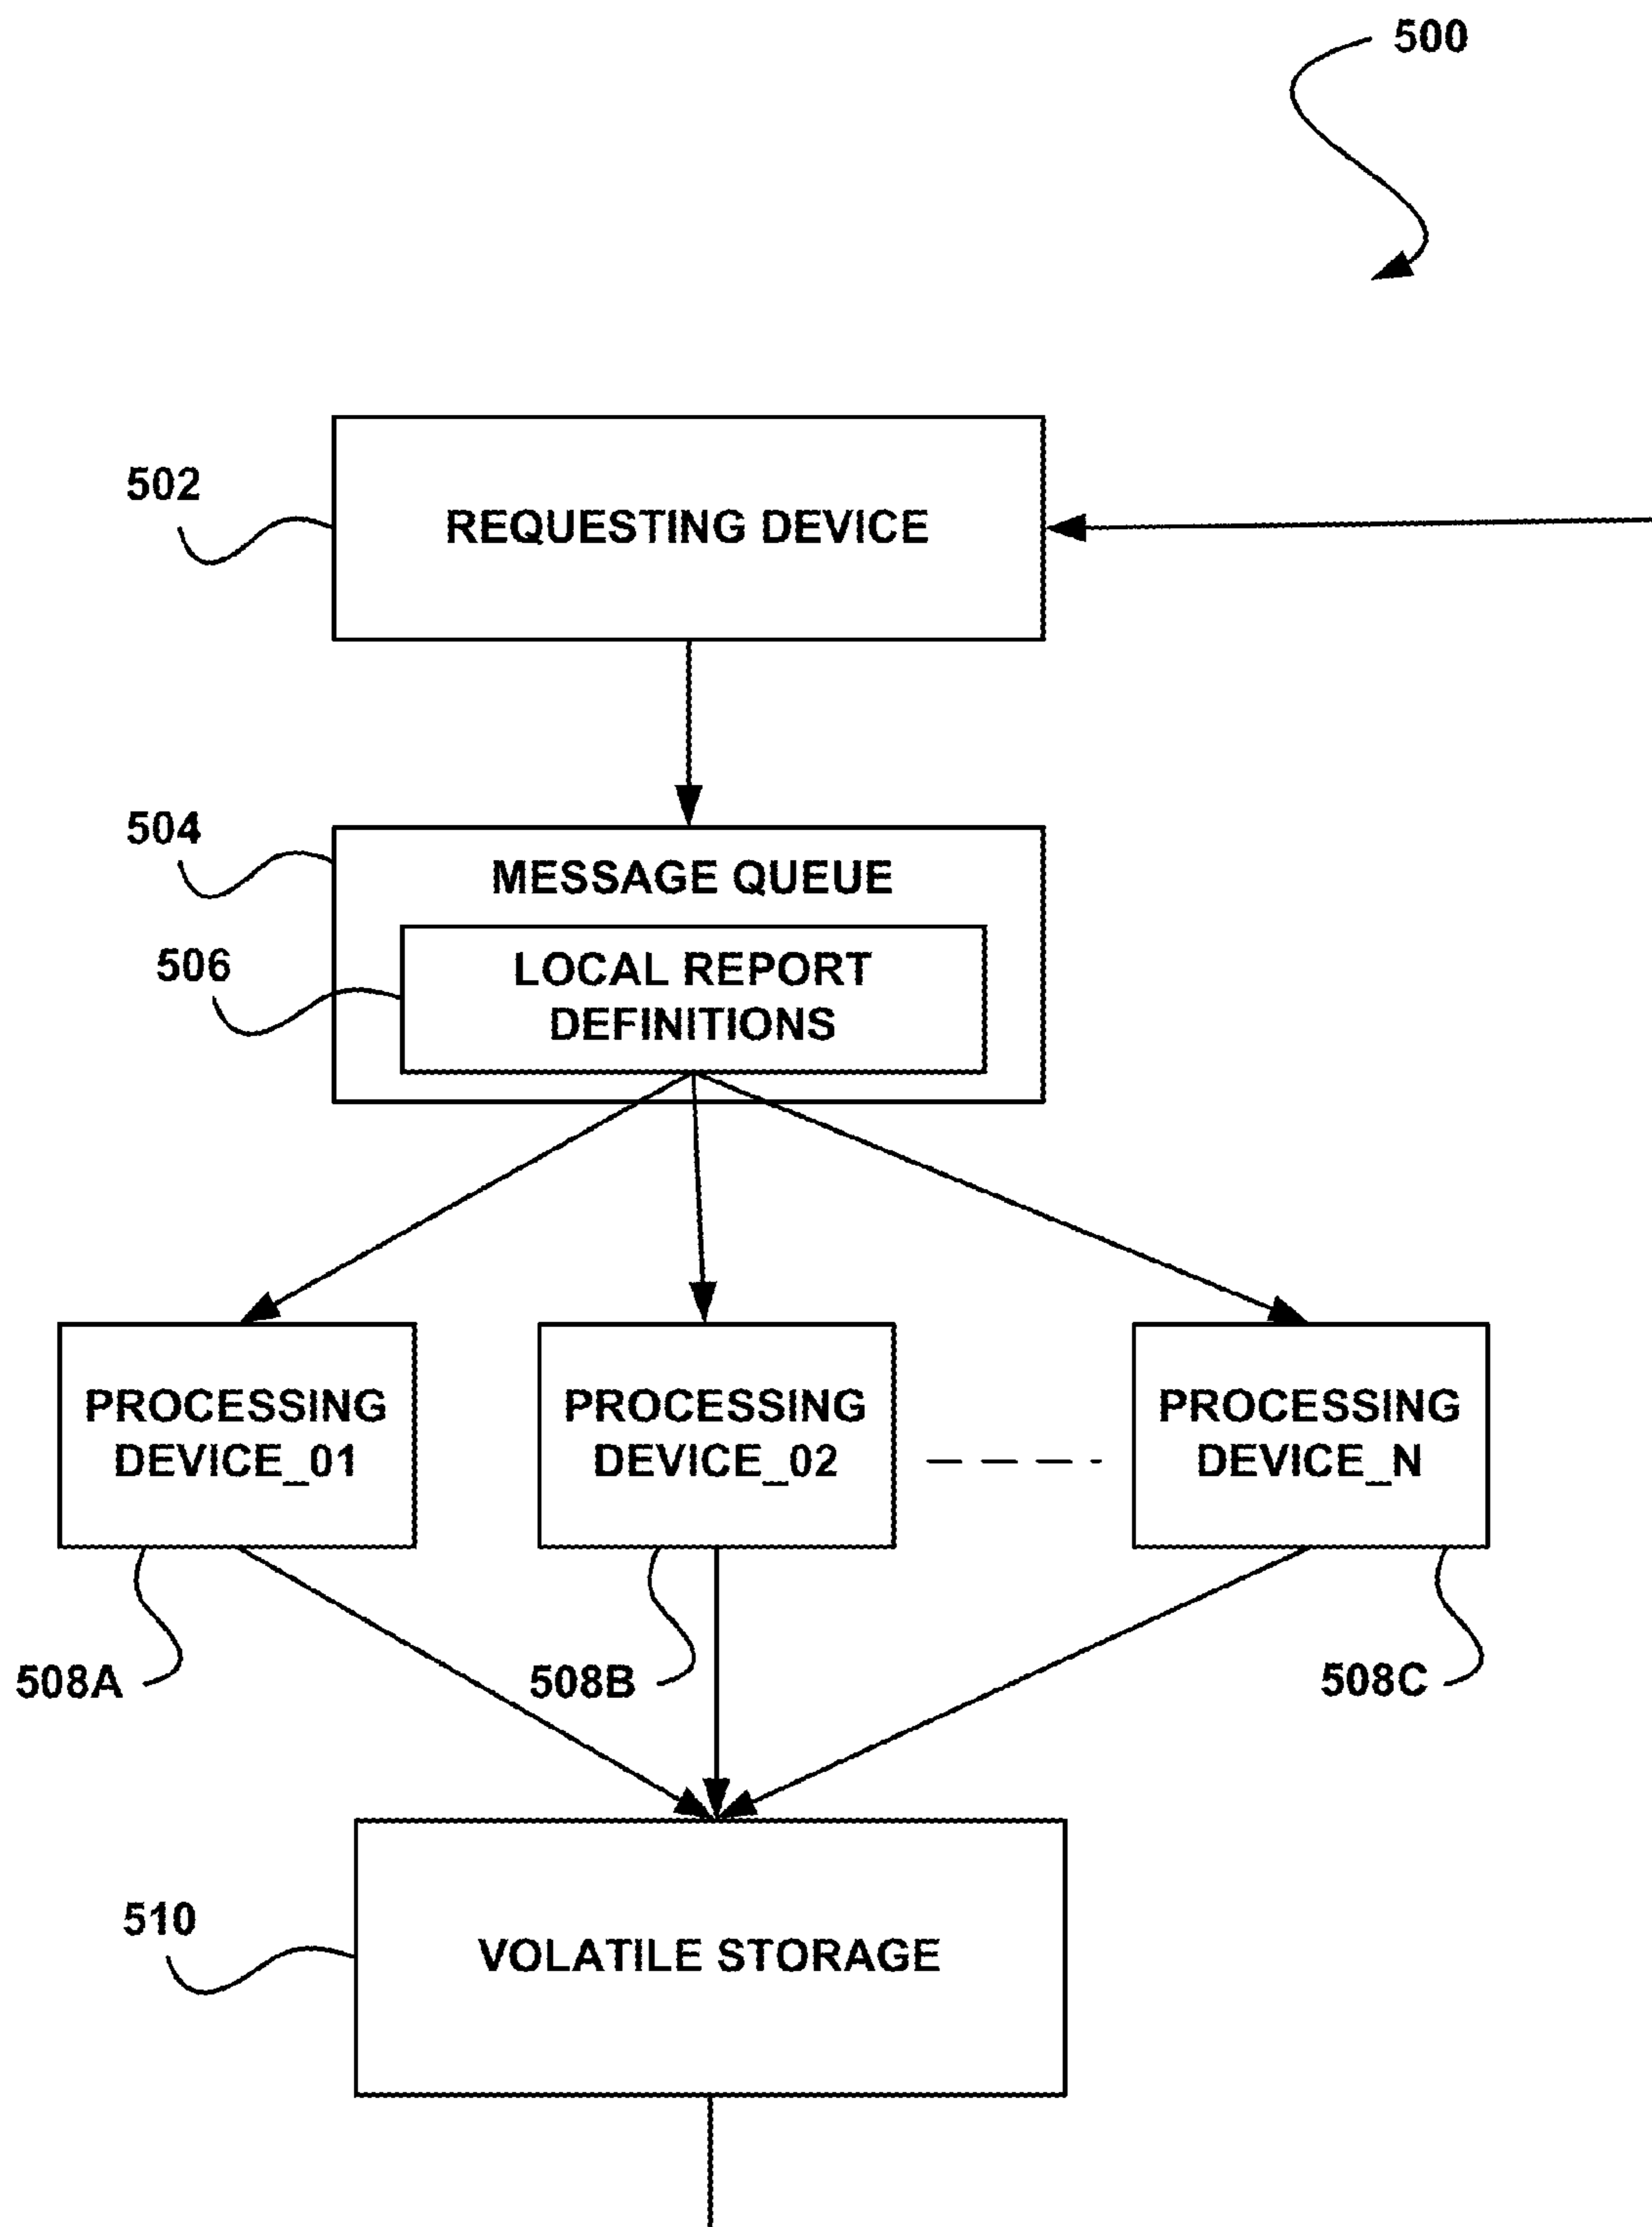 500
502
REQUESTING DEVICE
504
MESSAGE QUEUE
506
LOCAL REPORT
DEFINITIONS
PROCESSING
DEVICE_01
PROCESSING
DEVICE_02
PROCESSING
DEVICE_N
508A
508B
508C
510
VOLATILE STORAGE